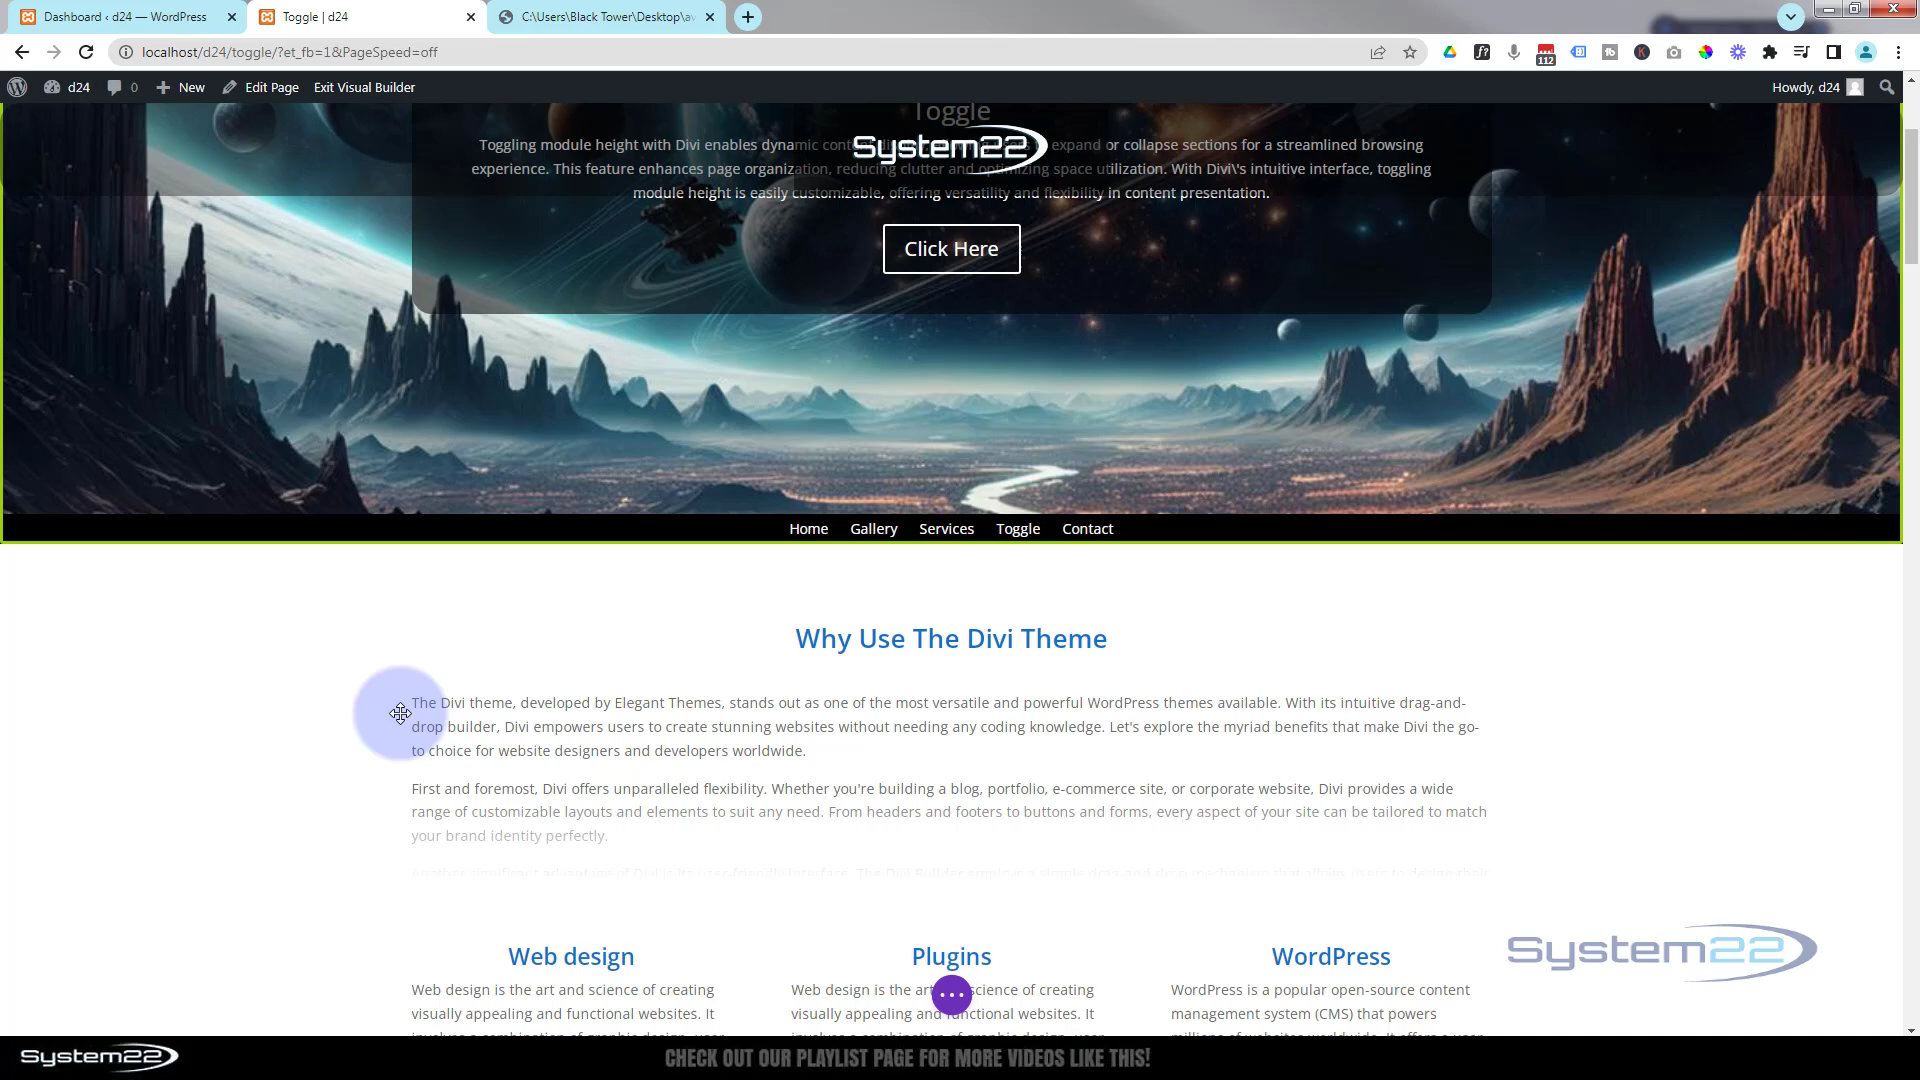 Dashboard ‹ d24 — WordPress
Toggle | d24
C:\Users\Black Tower\Desktop\av
localhost/d24/toggle/?et_fb=1&PageSpeed=off
112
d24
0
New
Edit Page
Exit Visual Builder
Howdy, d24
Toggle
System22
Toggling module height with Divi enables dynamic expand or collapse sections for a streamlined browsing
experience. This feature enhances page organization, reducing clutter and optimizing space utilization. With Divi\'s intuitive interface, toggling
module height is easily customizable, offering versatility and flexibility in content presentation.
Click Here
Home
Gallery
Services
Toggle
Contact
Why Use The Divi Theme
The Divi theme, developed by Elegant Themes, stands out as one of the most versatile and powerful WordPress themes available. With its intuitive drag-and-
drop builder, Divi empowers users to create stunning websites without needing any coding knowledge. Let's explore the myriad benefits that make Divi the go-
to choice for website designers and developers worldwide.
First and foremost, Divi offers unparalleled flexibility. Whether you're building a blog, portfolio, e-commerce site, or corporate website, Divi provides a wide
range of customizable layouts and elements to suit any need. From headers and footers to buttons and forms, every aspect of your site can be tailored to match
your brand identity perfectly.
Web design
Plugins
WordPress
System22
Web design is the art and science of creating
visually appealing and functional websites. It
Web design is the art science of creating
visually appealing and functional websites. It
WordPress is a popular open-source content
management system (CMS) that powers
System22
CHECK OUT OUR PLAYLIST PAGE FOR MORE VIDEOS LIKE THIS!